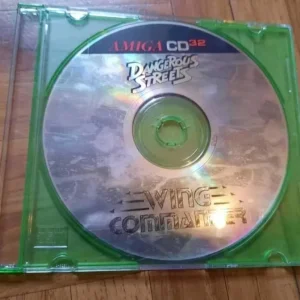 AMIGA CD32
DANGEROUS
STREETS
WING
COMMANDER